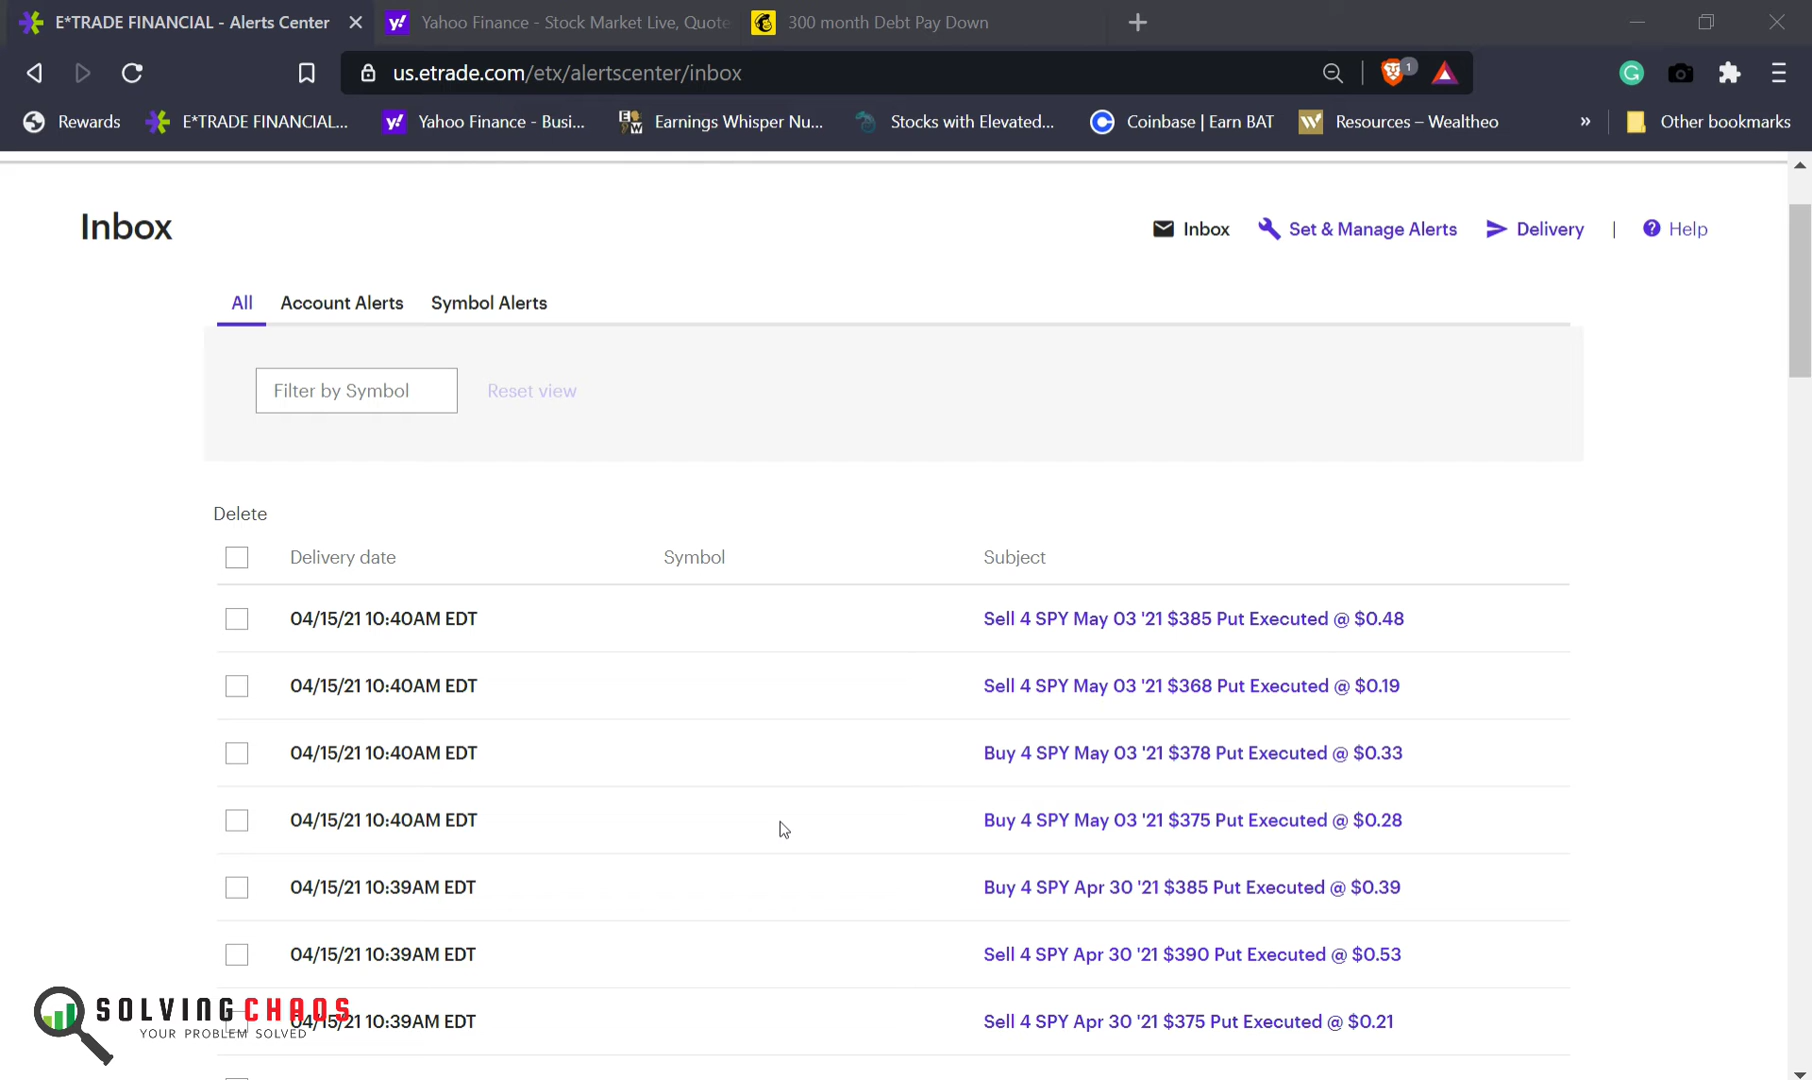 E*TRADE FINANCIAL - Alerts Center
Yahoo Finance - Stock Market Live, Quote
300 month Debt Pay Down
us.etrade.com/etx/alertscenter/inbox
1
Rewards
E*TRADE FINANCIAL...
Yahoo Finance - Busi...
Earnings Whisper Nu...
Stocks with Elevated...
Coinbase | Earn BAT
Resources – Wealtheo
»
Other bookmarks
Inbox
Inbox
Set & Manage Alerts
Delivery
|
Help
All
Account Alerts
Symbol Alerts
Filter by Symbol
Reset view
Delete
Delivery date
Symbol
Subject
04/15/21 10:40AM EDT
Sell 4 SPY May 03 '21 $385 Put Executed @ $0.48
04/15/21 10:40AM EDT
Sell 4 SPY May 03 '21 $368 Put Executed @ $0.19
04/15/21 10:40AM EDT
Buy 4 SPY May 03 '21 $378 Put Executed @ $0.33
04/15/21 10:40AM EDT
Buy 4 SPY May 03 '21 $375 Put Executed @ $0.28
04/15/21 10:39AM EDT
Buy 4 SPY Apr 30 '21 $385 Put Executed @ $0.39
04/15/21 10:39AM EDT
Sell 4 SPY Apr 30 '21 $390 Put Executed @ $0.53
04/15/21 10:39AM EDT
Sell 4 SPY Apr 30 '21 $375 Put Executed @ $0.21
SOLVING CHAOS
YOUR PROBLEM SOLVED